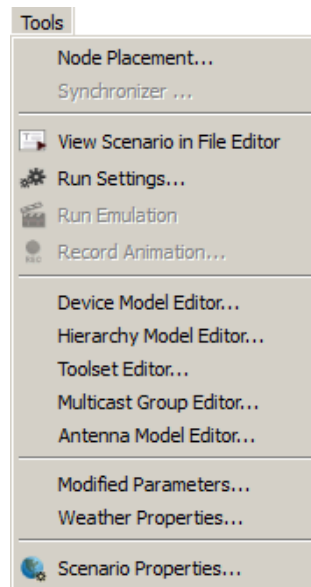 Tools
Node Placement...
Synchronizer ...
View Scenario in File Editor
Run Settings...
Run Emulation
Record Animation...
Device Model Editor...
Hierarchy Model Editor...
Toolset Editor...
Multicast Group Editor...
Antenna Model Editor...
Modified Parameters...
Weather Properties...
Scenario Properties...